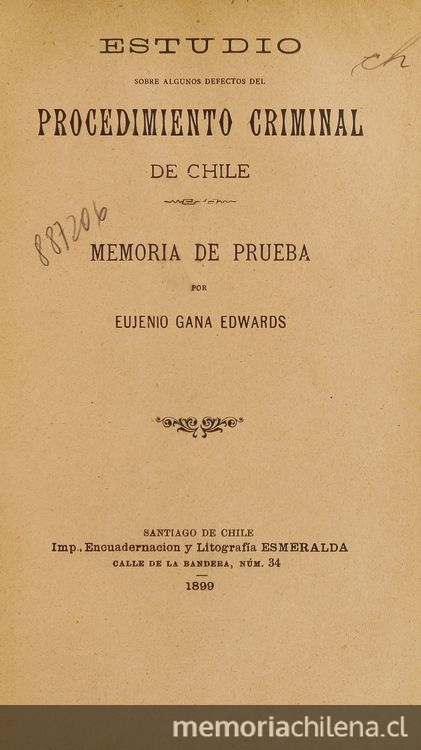 ESTUDIO
ch
SOBRE ALGUNOS DEFECTOS DEL
PROCEDIMIENTO CRIMINAL
DE CHILE
887206
MEMORIA DE PRUEBA
POR
EUJENIO GANA EDWARDS
SANTIAGO DE CHILE
Imp., Encuadernacion y Litografía ESMERALDA
CALLE DE LA BANDERA, NÚM. 34
1899
memoriachilena.cl